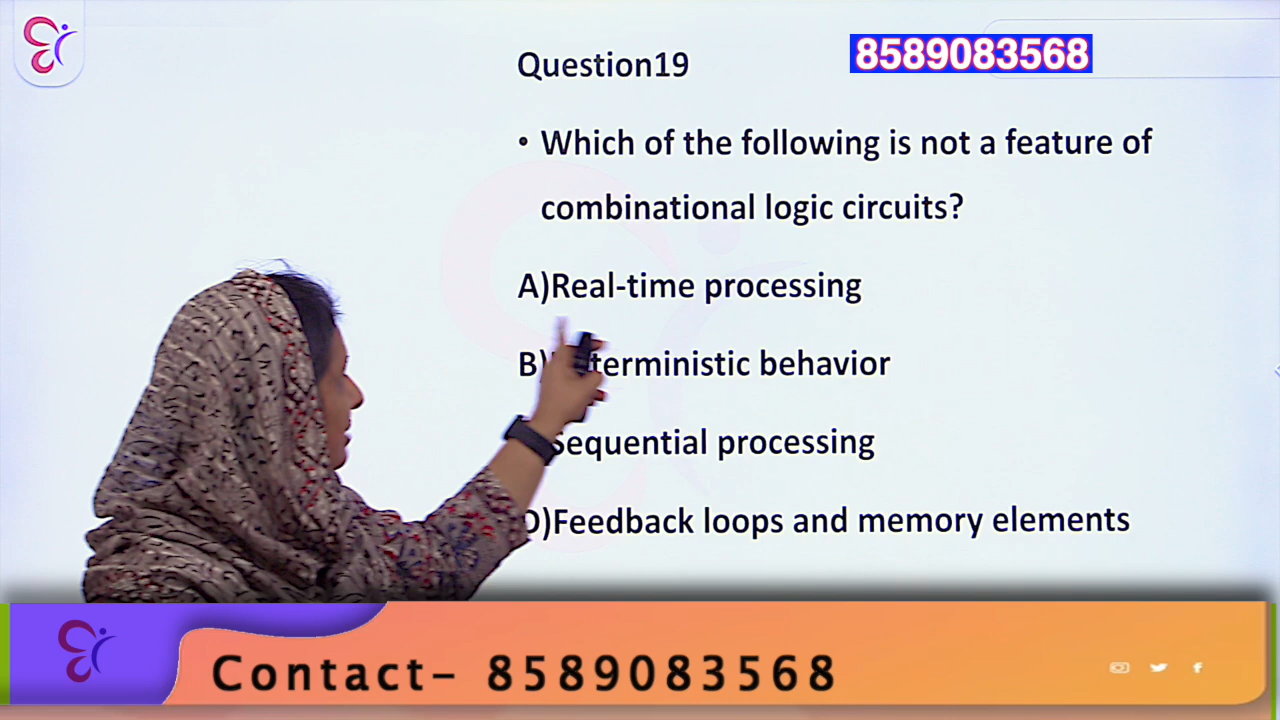 Question19
8589083568
• Which of the following is not a feature of
combinational logic circuits?
A)Real-time processing
B) behavior
Sequential processing
D)Feedback loops and memory elements
Contact- 8589083568